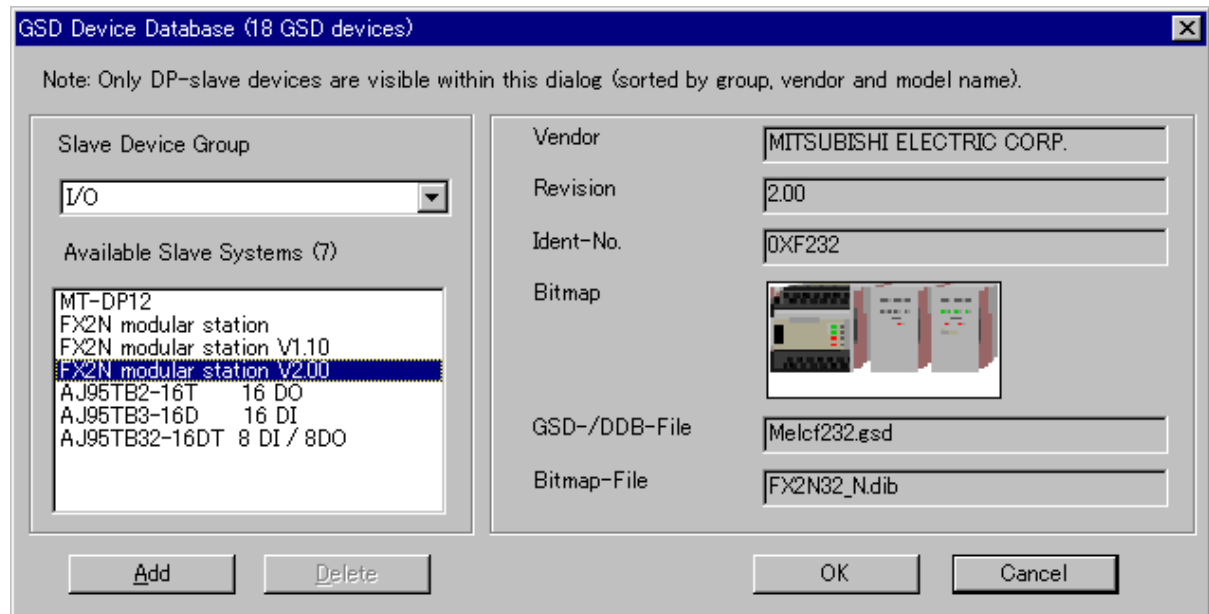 GSD Device Database (18 GSD devices)
Note: Only DP-slave devices are visible within this dialog (sorted by group, vendor and model name).
Slave Device Group
I/O
Available Slave Systems (7)
MT-DP12
FX2N modular station
FX2N modular station V1.10
FX2N modular station V2.00
AJ95TB2-16T 16 DO
AJ95TB3-16D 16 DI
AJ95TB32-16DT 8 DI / 8DO
Vendor MITSUBISHI ELECTRIC CORP.
Revision 2.00
Ident-No. 0XF232
Bitmap
GSD-/DDB-File Melcf232.gsd
Bitmap-File FX2N32_N.dib
Add Delete OK Cancel